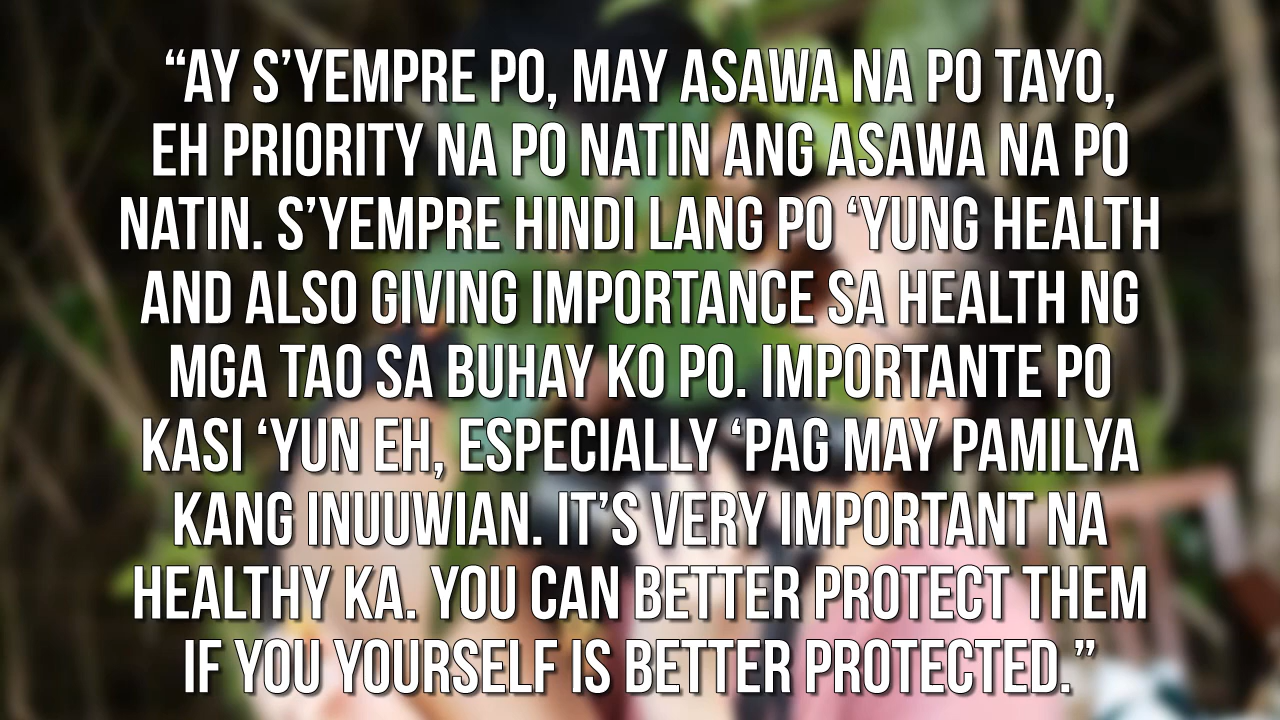 “AY S’YEMPRE PO, MAY ASAWA NA PO TAYO,
EH PRIORITY NA PO NATIN ANG ASAWA NA PO
NATIN. S’YEMPRE HINDI LANG PO ‘YUNG HEALTH
AND ALSO GIVING IMPORTANCE SA HEALTH NG
MGA TAO SA BUHAY KO PO. IMPORTANTE PO
KASI ‘YUN EH, ESPECIALLY ‘PAG MAY PAMILYA
KANG INUUWIAN. IT’S VERY IMPORTANT NA
HEALTHY KA. YOU CAN BETTER PROTECT THEM
IF YOU YOURSELF IS BETTER PROTECTED.”